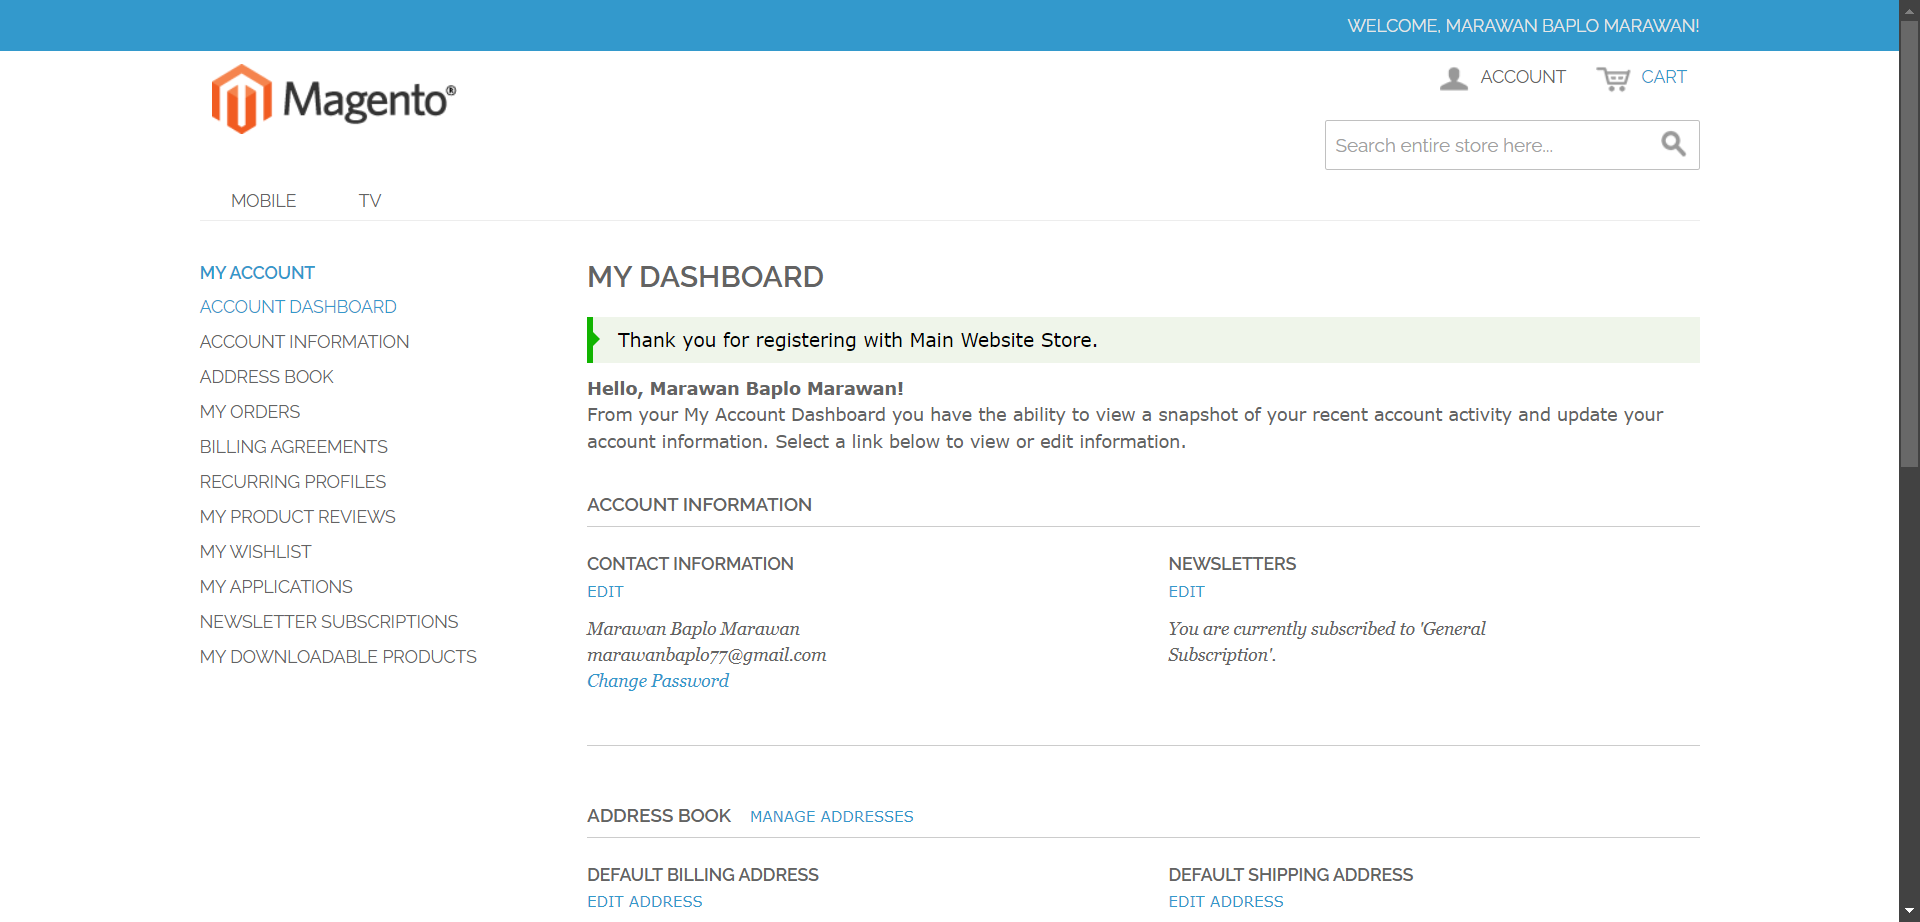 WELCOME, MARAWAN BAPLO MARAWAN!
Magento®
ACCOUNT
CART
Search entire store here...
MOBILE
TV
MY ACCOUNT
ACCOUNT DASHBOARD
ACCOUNT INFORMATION
ADDRESS BOOK
MY ORDERS
BILLING AGREEMENTS
RECURRING PROFILES
MY PRODUCT REVIEWS
MY WISHLIST
MY APPLICATIONS
NEWSLETTER SUBSCRIPTIONS
MY DOWNLOADABLE PRODUCTS
MY DASHBOARD
Thank you for registering with Main Website Store.
Hello, Marawan Baplo Marawan!
From your My Account Dashboard you have the ability to view a snapshot of your recent account activity and update your
account information. Select a link below to view or edit information.
ACCOUNT INFORMATION
CONTACT INFORMATION
EDIT
Marawan Baplo Marawan
marawanbaplo77@gmail.com
Change Password
NEWSLETTERS
EDIT
You are currently subscribed to 'General
Subscription'.
ADDRESS BOOK
MANAGE ADDRESSES
DEFAULT BILLING ADDRESS
EDIT ADDRESS
DEFAULT SHIPPING ADDRESS
EDIT ADDRESS